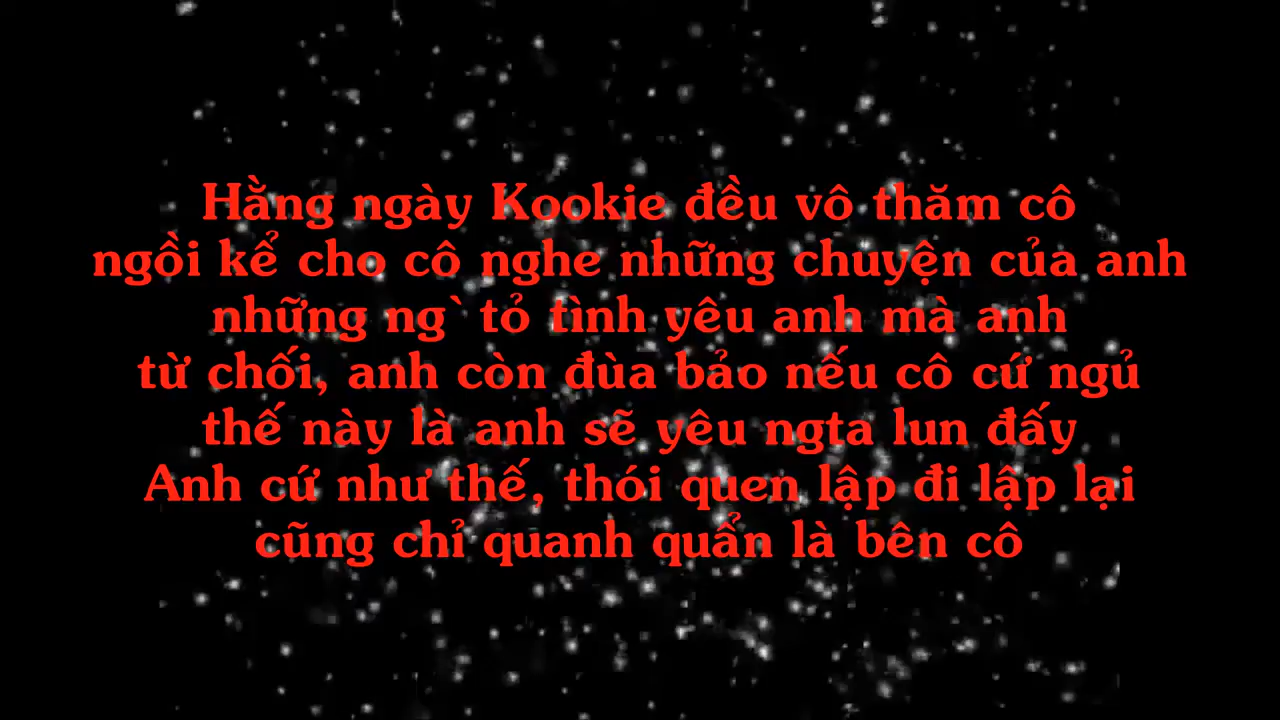 Hằng ngày Kookie đều vô thăm cô
ngồi kể cho cô nghe những chuyện của anh
những ng` tỏ tình yêu anh mà anh
từ chối, anh còn đùa bảo nếu cô cứ ngủ
thế này là anh sẽ yêu ngta lun đấy
Anh cứ như thế, thói quen lập đi lập lại
cũng chỉ quanh quẩn là bên cô